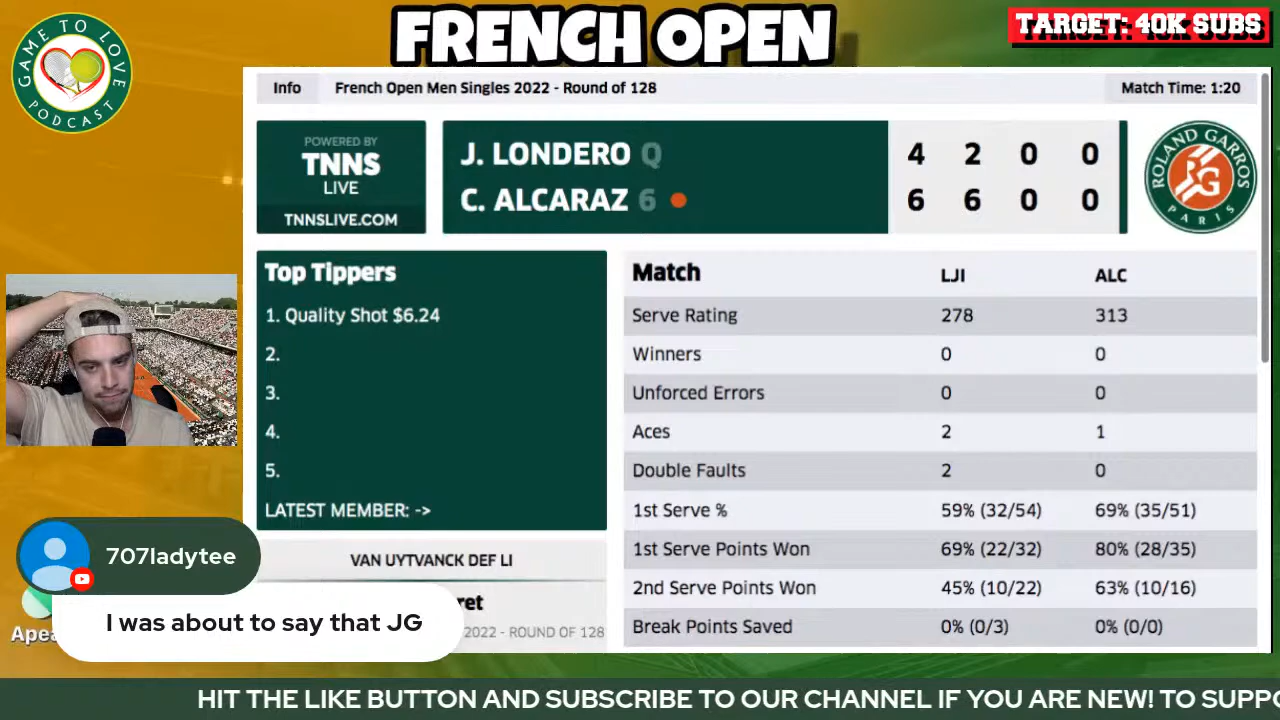 GAME TO LOVE
PODCAST
FRENCH OPEN
TARGET: 40K SUBS
Info
French Open Men Singles 2022 - Round of 128
Match Time: 1:20
POWERED BY
TNNS
LIVE
TNNSLIVE.COM
J. LONDERO Q 4 2 0 0
C. ALCARAZ 6 6 6 0 0
ROLAND GARROS
RG
PARIS
Top Tippers
1. Quality Shot $6.24
2.
3.
4.
5.
LATEST MEMBER: ->
VAN UYTVANCK DEF LI
2022 - ROUND OF 128
Match LJI ALC
Serve Rating 278 313
Winners 0 0
Unforced Errors 0 0
Aces 2 1
Double Faults 2 0
1st Serve % 59% (32/54) 69% (35/51)
1st Serve Points Won 69% (22/32) 80% (28/35)
2nd Serve Points Won 45% (10/22) 63% (10/16)
Break Points Saved 0% (0/3) 0% (0/0)
707ladytee
I was about to say that JG
HIT THE LIKE BUTTON AND SUBSCRIBE TO OUR CHANNEL IF YOU ARE NEW! TO SUPPO